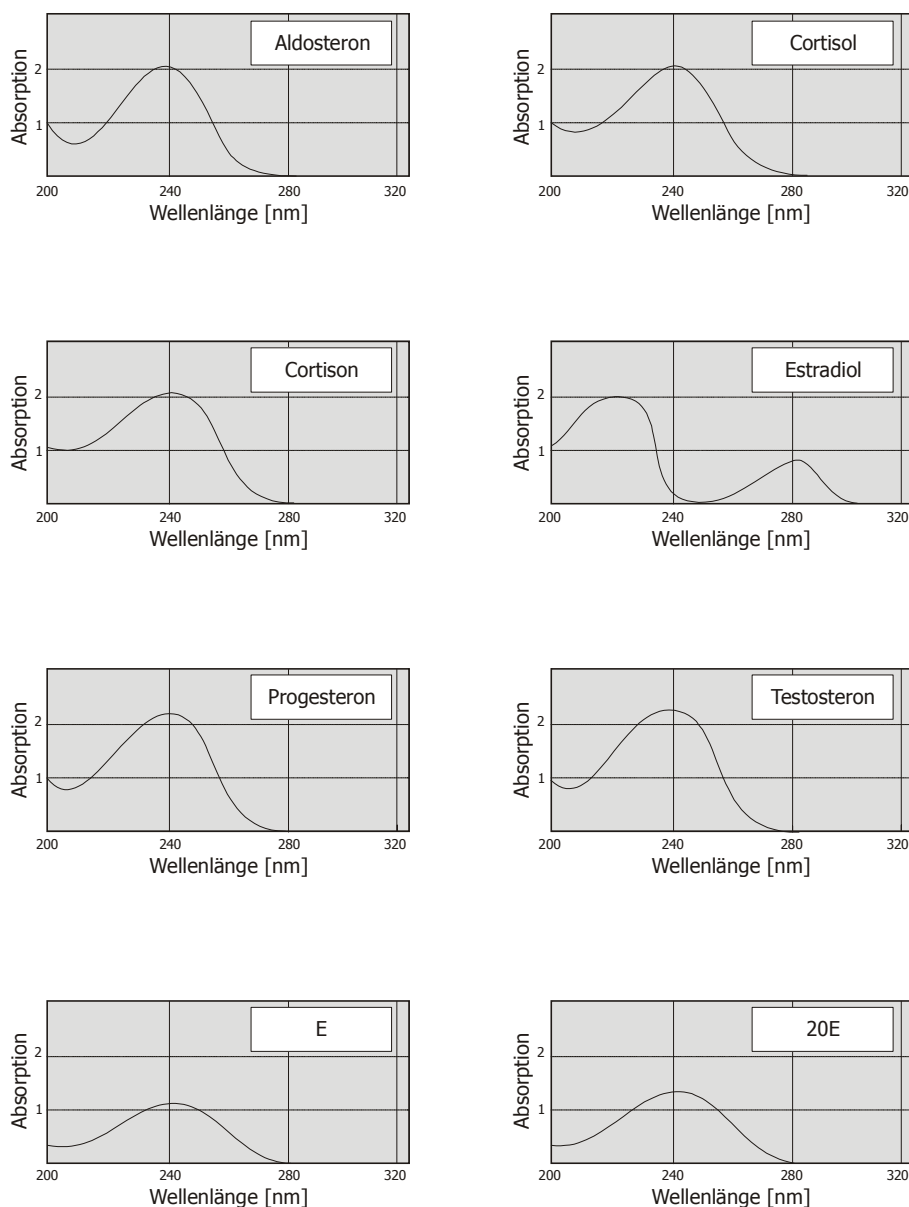 Aldosteron
Absorption
2
1
200 240 280 320
Wellenlänge [nm]
Cortisol
Absorption
2
1
200 240 280 320
Wellenlänge [nm]
Cortison
Absorption
2
1
200 240 280 320
Wellenlänge [nm]
Estradiol
Absorption
2
1
200 240 280 320
Wellenlänge [nm]
Progesteron
Absorption
2
1
200 240 280 320
Wellenlänge [nm]
Testosteron
Absorption
2
1
200 240 280 320
Wellenlänge [nm]
E
Absorption
2
1
200 240 280 320
Wellenlänge [nm]
20E
Absorption
2
1
200 240 280 320
Wellenlänge [nm]